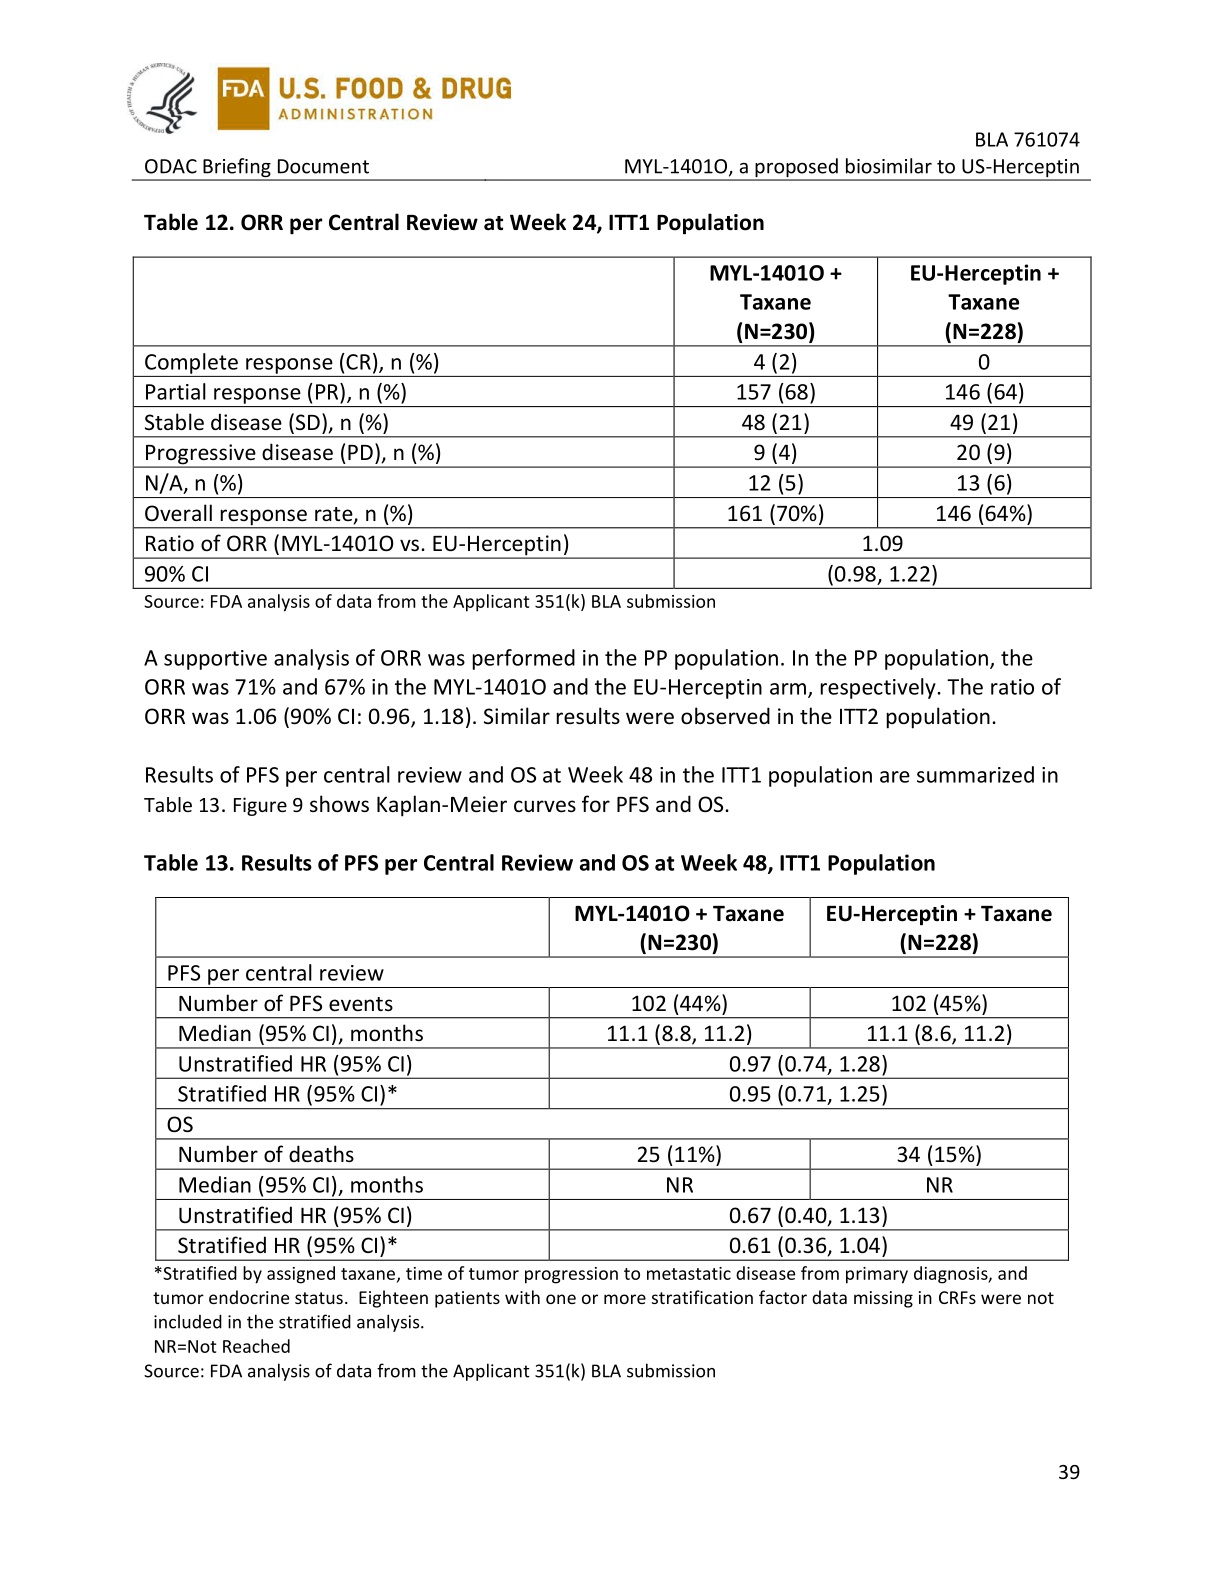 DEPARTMENT OF HEALTH & HUMAN SERVICES·USA
FDA U.S. FOOD & DRUG
ADMINISTRATION
BLA 761074
ODAC Briefing Document MYL-1401O, a proposed biosimilar to US-Herceptin
Table 12. ORR per Central Review at Week 24, ITT1 Population
MYL-1401O + EU-Herceptin +
Taxane Taxane
(N=230) (N=228)
Complete response (CR), n (%) 4 (2) 0
Partial response (PR), n (%) 157 (68) 146 (64)
Stable disease (SD), n (%) 48 (21) 49 (21)
Progressive disease (PD), n (%) 9 (4) 20 (9)
N/A, n (%) 12 (5) 13 (6)
Overall response rate, n (%) 161 (70%) 146 (64%)
Ratio of ORR (MYL-1401O vs. EU-Herceptin) 1.09
90% CI (0.98, 1.22)
Source: FDA analysis of data from the Applicant 351(k) BLA submission
A supportive analysis of ORR was performed in the PP population. In the PP population, the
ORR was 71% and 67% in the MYL-1401O and the EU-Herceptin arm, respectively. The ratio of
ORR was 1.06 (90% CI: 0.96, 1.18). Similar results were observed in the ITT2 population.
Results of PFS per central review and OS at Week 48 in the ITT1 population are summarized in
Table 13. Figure 9 shows Kaplan-Meier curves for PFS and OS.
Table 13. Results of PFS per Central Review and OS at Week 48, ITT1 Population
MYL-1401O + Taxane EU-Herceptin + Taxane
(N=230) (N=228)
PFS per central review
Number of PFS events 102 (44%) 102 (45%)
Median (95% CI), months 11.1 (8.8, 11.2) 11.1 (8.6, 11.2)
Unstratified HR (95% CI) 0.97 (0.74, 1.28)
Stratified HR (95% CI)* 0.95 (0.71, 1.25)
OS
Number of deaths 25 (11%) 34 (15%)
Median (95% CI), months NR NR
Unstratified HR (95% CI) 0.67 (0.40, 1.13)
Stratified HR (95% CI)* 0.61 (0.36, 1.04)
*Stratified by assigned taxane, time of tumor progression to metastatic disease from primary diagnosis, and
tumor endocrine status.  Eighteen patients with one or more stratification factor data missing in CRFs were not
included in the stratified analysis.
NR=Not Reached
Source: FDA analysis of data from the Applicant 351(k) BLA submission
39